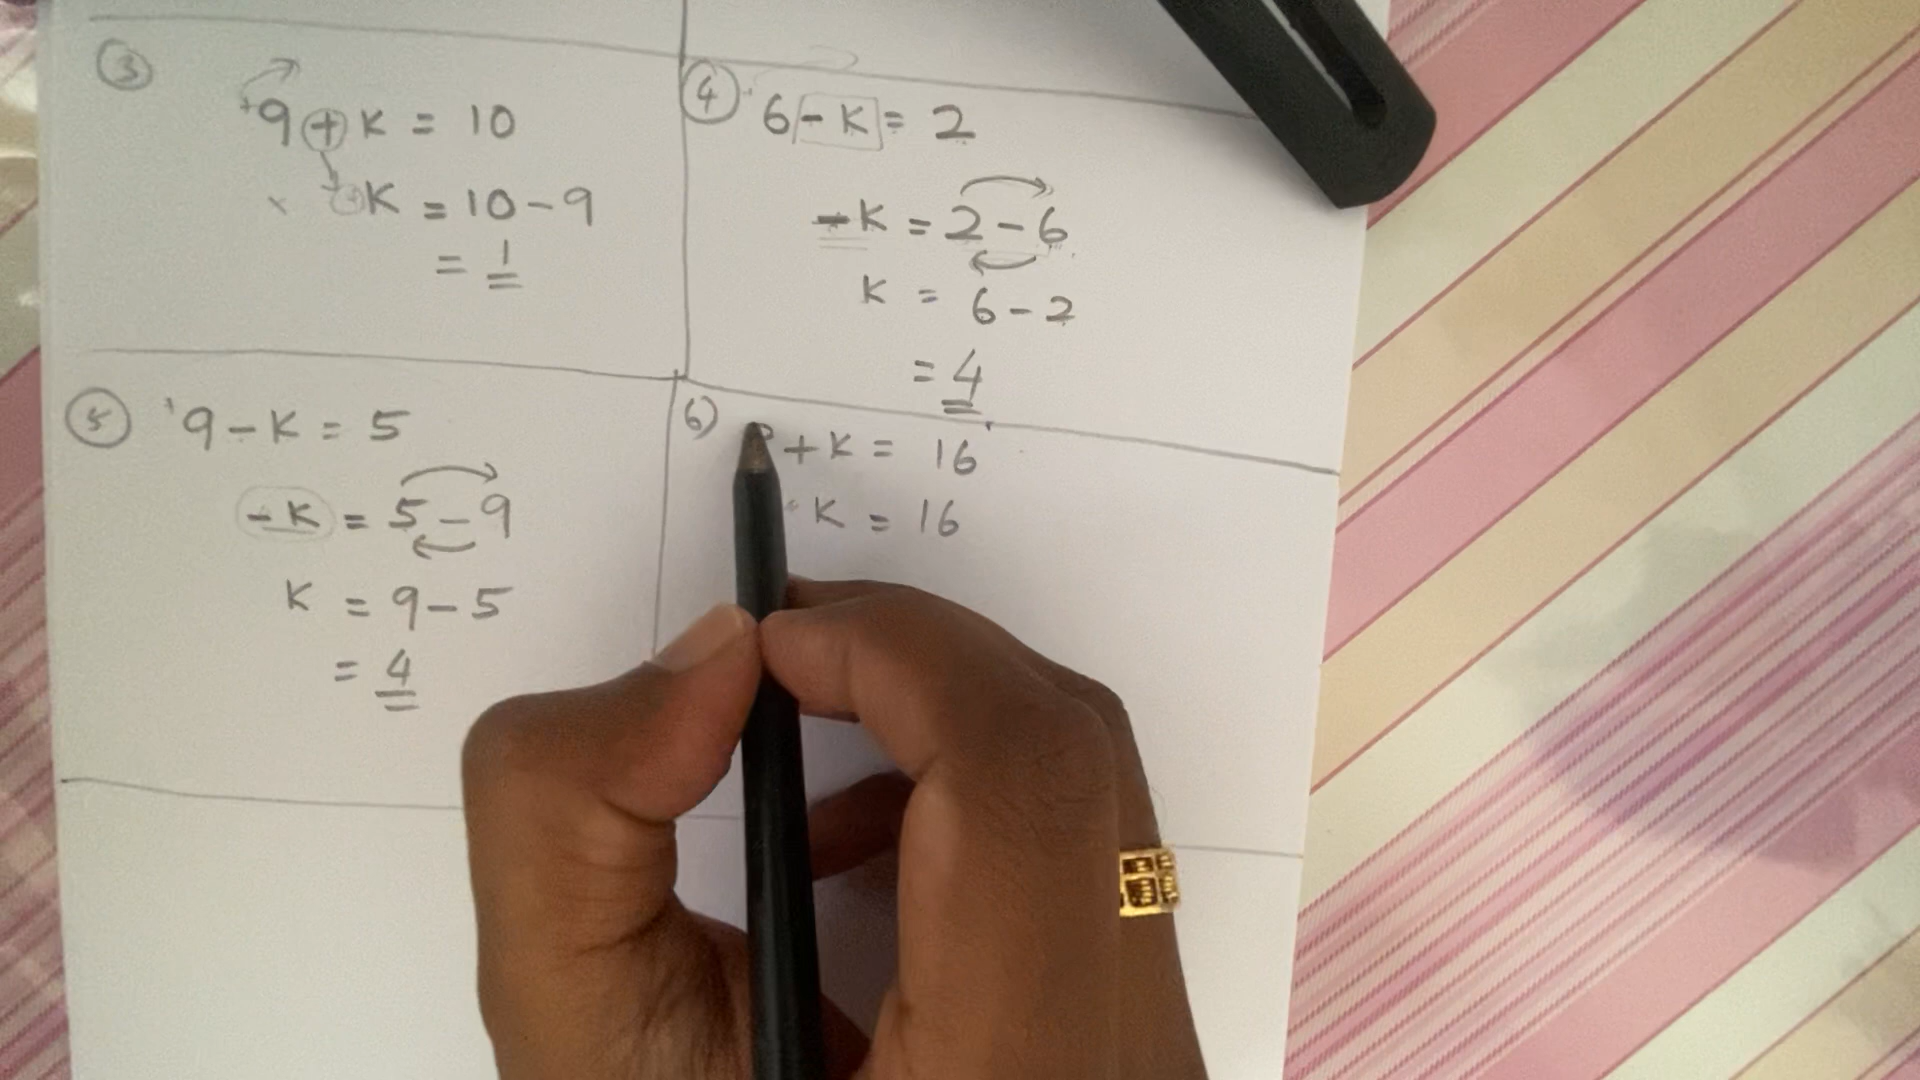 3
9 + K = 10
+K = 10 - 9
= 1
4 6 - K = 2
-K = 2 - 6
K = 6 - 2
= 4
5 +9 - K = 5
-K = 5 - 9
K = 9 - 5
= 4
6) + K = 16
K = 16